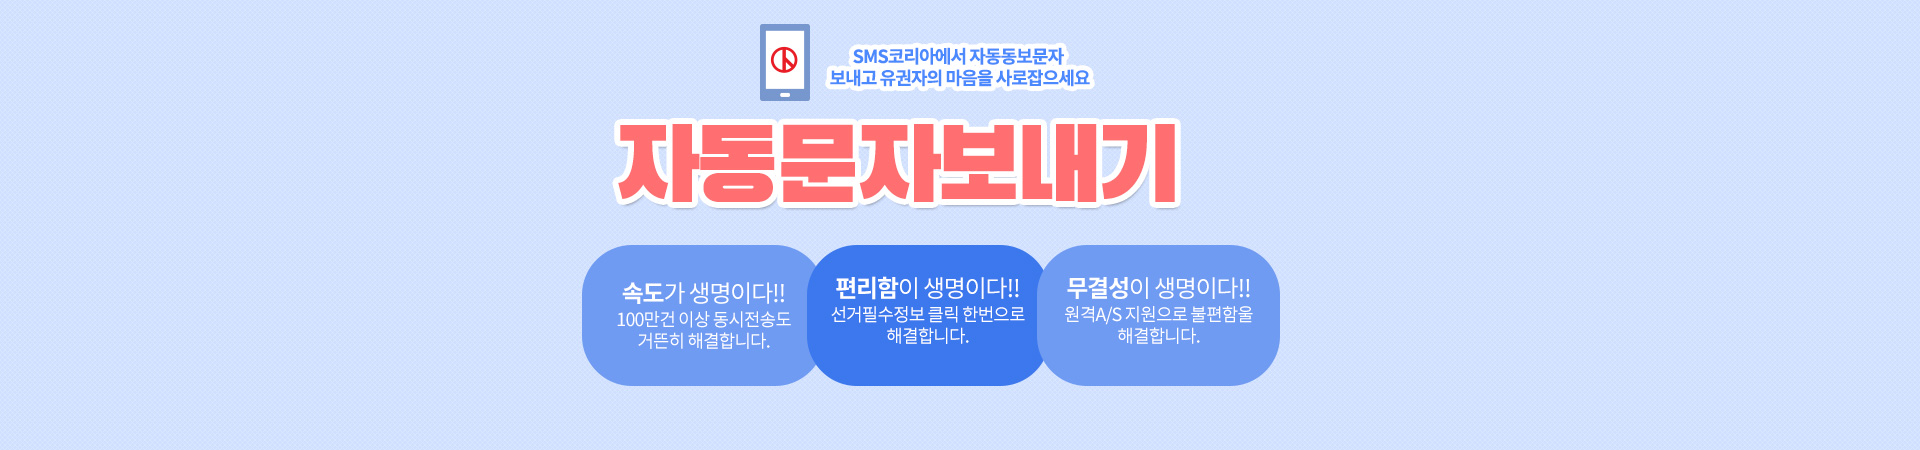 SMS코리아에서 자동동보문자
보내고 유권자의 마음을 사로잡으세요
자동문자보내기
속도가 생명이다!!
100만건 이상 동시전송도
거뜬히 해결합니다.
편리함이 생명이다!!
선거필수정보 클릭 한번으로
해결합니다.
무결성이 생명이다!!
원격A/S 지원으로 불편함울
해결합니다.